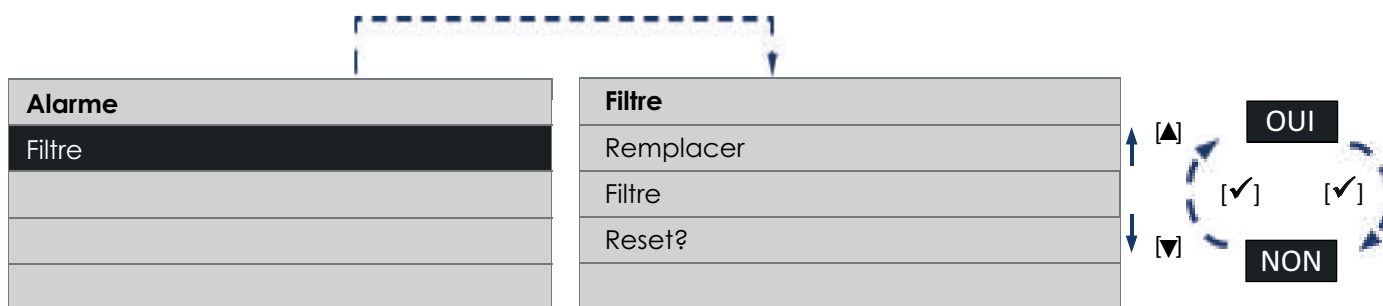 Alarme
Filtre
Filtre
Remplacer
Filtre
Reset?
[▲]
[▼]
OUI
[✓] [✓]
NON